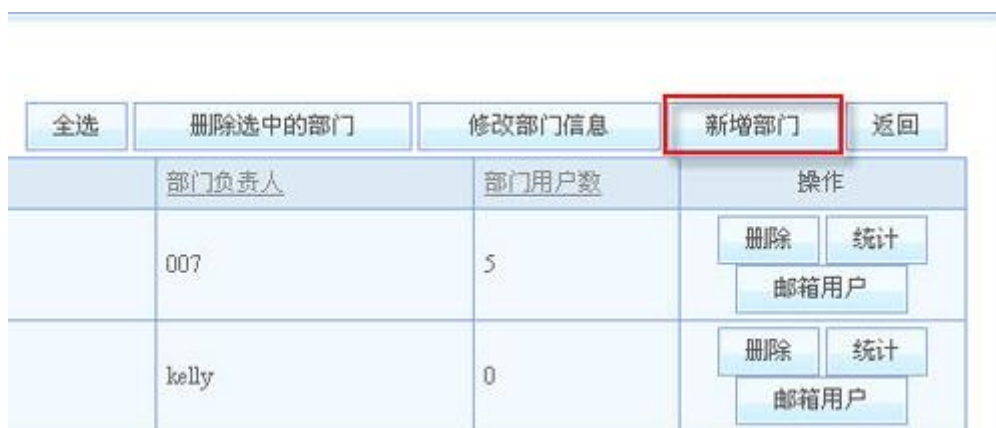 全选 删除选中的部门 修改部门信息 新增部门 返回
部门负责人 部门用户数 操作
删除 统计
007 5
邮箱用户
删除 统计
kelly 0
邮箱用户